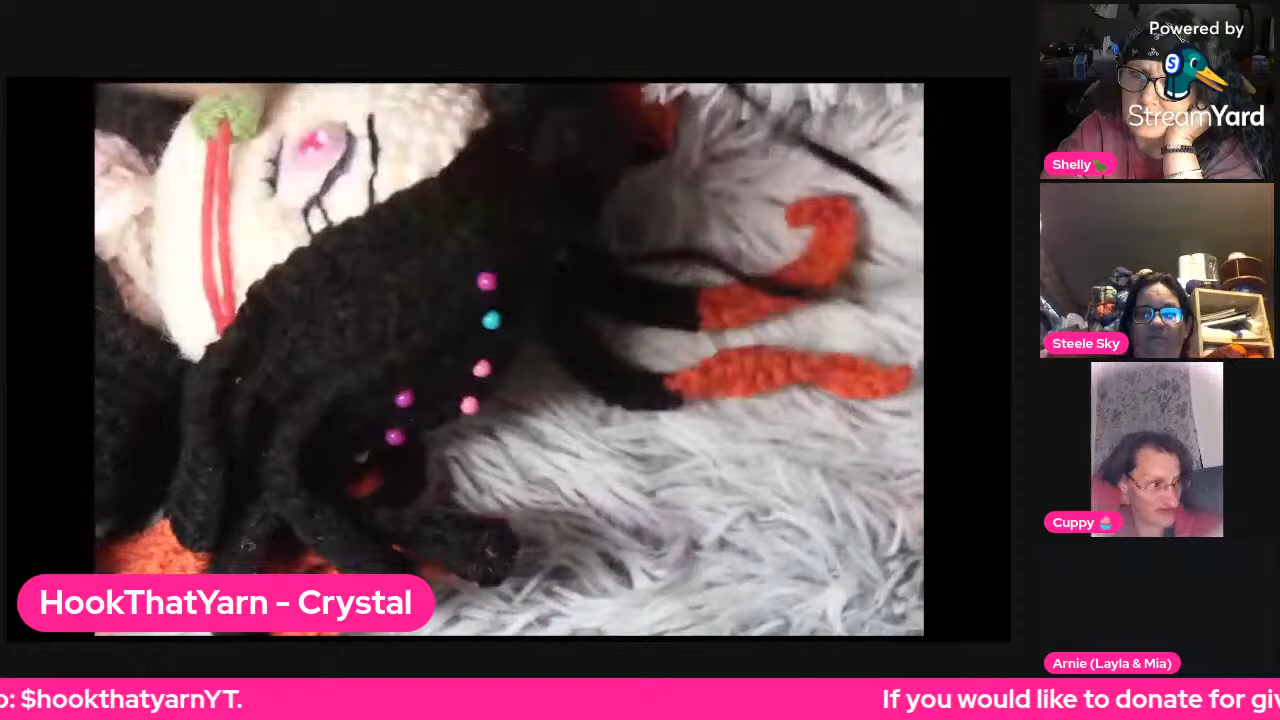 Powered by
S
StreamYard
Shelly
Steele Sky
Cuppy
HookThatYarn - Crystal
Arnie (Layla & Mia)
o: $hookthatyarnYT.
If you would like to donate for giv